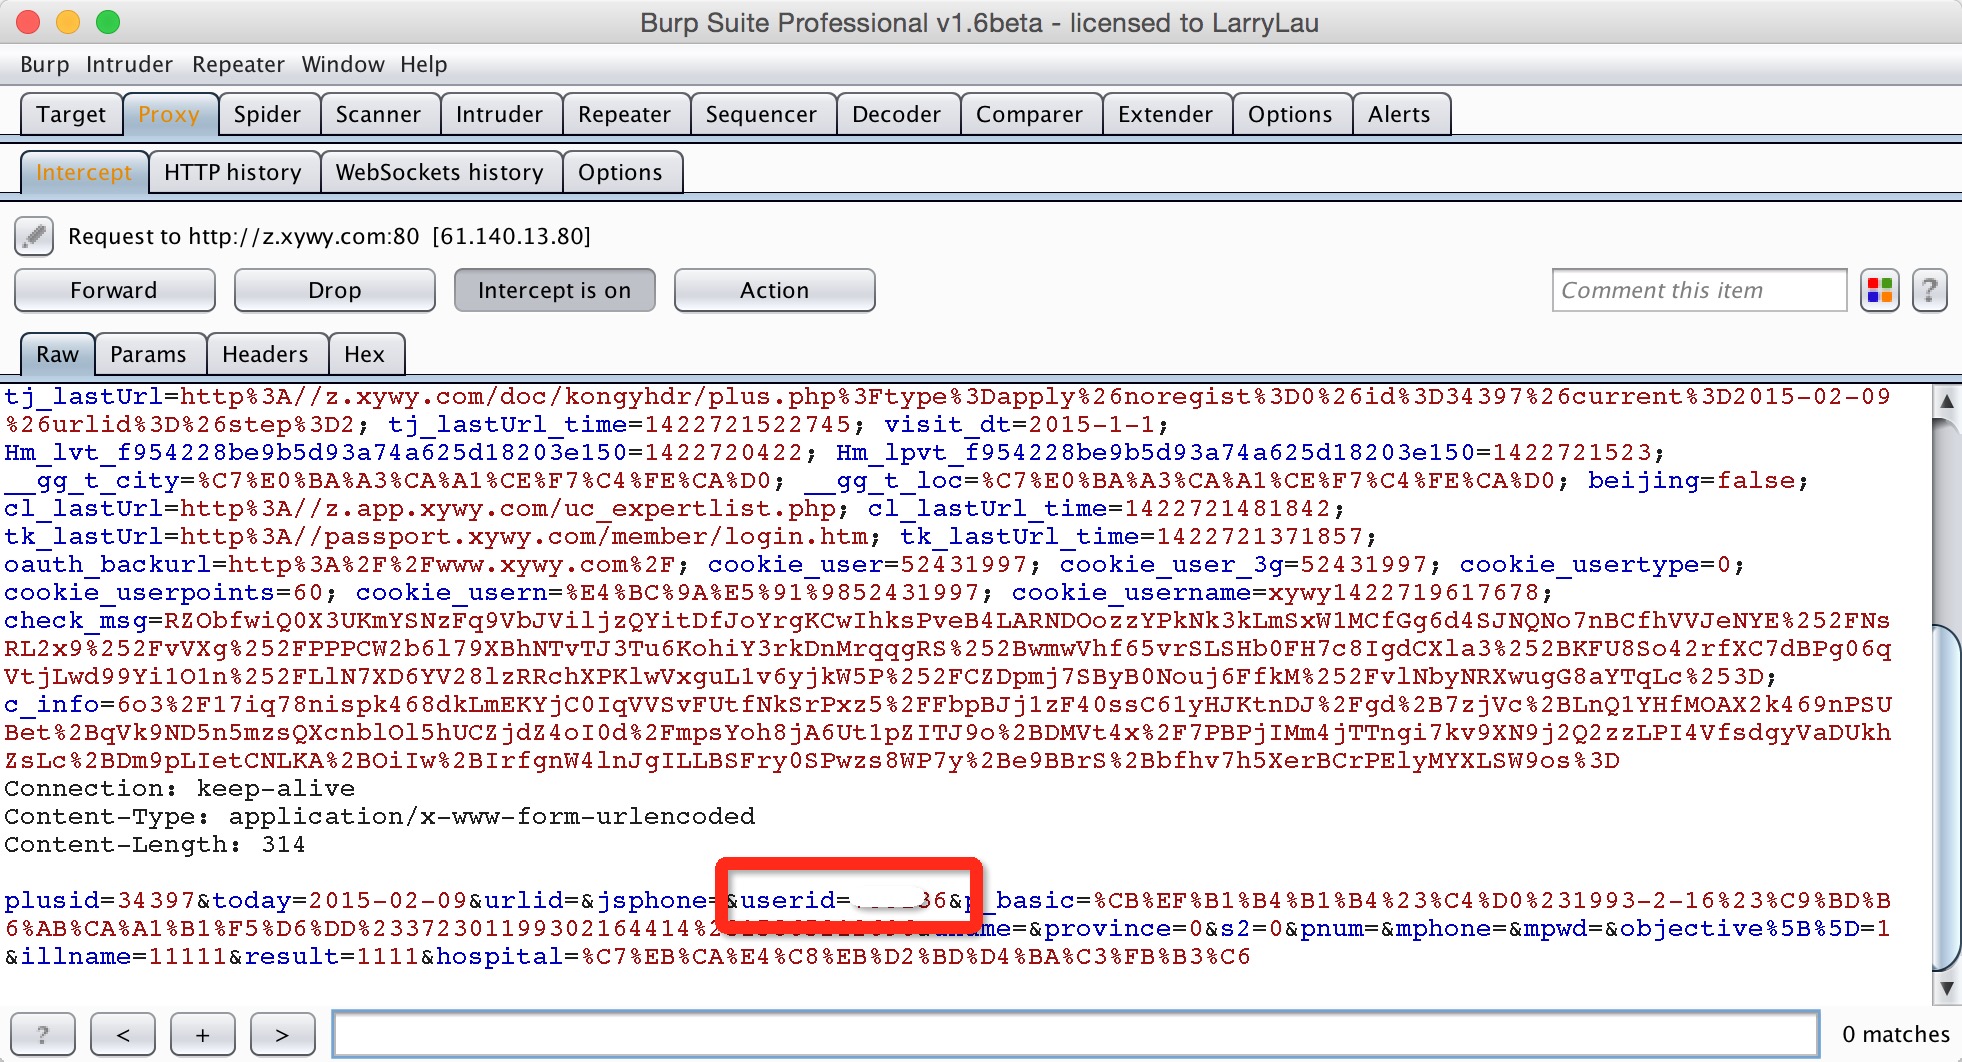 Burp Suite Professional v1.6beta - licensed to LarryLau
Burp Intruder Repeater Window Help
Target Proxy Spider Scanner Intruder Repeater Sequencer Decoder Comparer Extender Options Alerts
Intercept HTTP history WebSockets history Options
Request to http://z.xywy.com:80 [61.140.13.80]
Forward Drop Intercept is on Action Comment this item ?
Raw Params Headers Hex
tj_lastUrl=http%3A//z.xywy.com/doc/kongyhdr/plus.php%3Ftype%3Dapply%26noregist%3D0%26id%3D34397%26current%3D2015-02-09
%26urlid%3D%26step%3D2; tj_lastUrl_time=1422721522745; visit_dt=2015-1-1;
Hm_lvt_f954228be9b5d93a74a625d18203e150=1422720422; Hm_lpvt_f954228be9b5d93a74a625d18203e150=1422721523;
__gg_t_city=%C7%E0%BA%A3%CA%A1%CE%F7%C4%FE%CA%D0; __gg_t_loc=%C7%E0%BA%A3%CA%A1%CE%F7%C4%FE%CA%D0; beijing=false;
cl_lastUrl=http%3A//z.app.xywy.com/uc_expertlist.php; cl_lastUrl_time=1422721481842;
tk_lastUrl=http%3A//passport.xywy.com/member/login.htm; tk_lastUrl_time=1422721371857;
oauth_backurl=http%3A%2F%2Fwww.xywy.com%2F; cookie_user=52431997; cookie_user_3g=52431997; cookie_usertype=0;
cookie_userpoints=60; cookie_usern=%E4%BC%9A%E5%91%9852431997; cookie_username=xywy1422719617678;
check_msg=RZObfwiQ0X3UKmYSNzFq9VbJViljzQYitDfJoYrgKCwIhksPveB4LARNDOozzYPkNk3kLmSxW1MCfGg6d4SJNQNo7nBCfhVVJeNYE%252FNs
RL2x9%252FvVXg%252FPPPCW2b6l79XBhNTvTJ3Tu6KohiY3rkDnMrqqgRS%252BwmwVhf65vrSLSHb0FH7c8IgdCXla3%252BKFU8So42rfXC7dBPg06q
VtjLwd99Yi1O1n%252FLlN7XD6YV28lzRRchXPKlwVxguL1v6yjkW5P%252FCZDpmj7SByB0Nouj6FfkM%252FvlNbyNRXwugG8aYTqLc%253D;
c_info=6o3%2F17iq78nispk468dkLmEKYjC0IqVVSvFUtfNkSrPxz5%2FFbpBJj1zF40ssC61yHJKtnDJ%2Fgd%2B7zjVc%2BLnQ1YHfMOAX2k469nPSU
Bet%2BqVk9ND5n5mzsQXcnblOl5hUCZjdZ4oI0d%2FmpsYoh8jA6Ut1pZITJ9o%2BDMVt4x%2F7PBPjIMm4jTTngi7kv9XN9j2Q2zzLPI4VfsdgyVaDUkh
ZsLc%2BDm9pLIetCNLKA%2BOiIw%2BIrfgnW4lnJgILLBSFry0SPwzs8WP7y%2Be9BBrS%2Bbfhv7h5XerBCrPElyMYXLSW9os%3D
Connection: keep-alive
Content-Type: application/x-www-form-urlencoded
Content-Length: 314
plusid=34397&today=2015-02-09&urlid=&jsphone=&userid= 36&p_basic=%CB%EF%B1%B4%B1%B4%23%C4%D0%231993-2-16%23%C9%BD%B
6%AB%CA%A1%B1%F5%D6%DD%23372301199302164414%2 =&province=0&s2=0&pnum=&mphone=&mpwd=&objective%5B%5D=1
&illname=11111&result=1111&hospital=%C7%EB%CA%E4%C8%EB%D2%BD%D4%BA%C3%FB%B3%C6
? < + > 0 matches